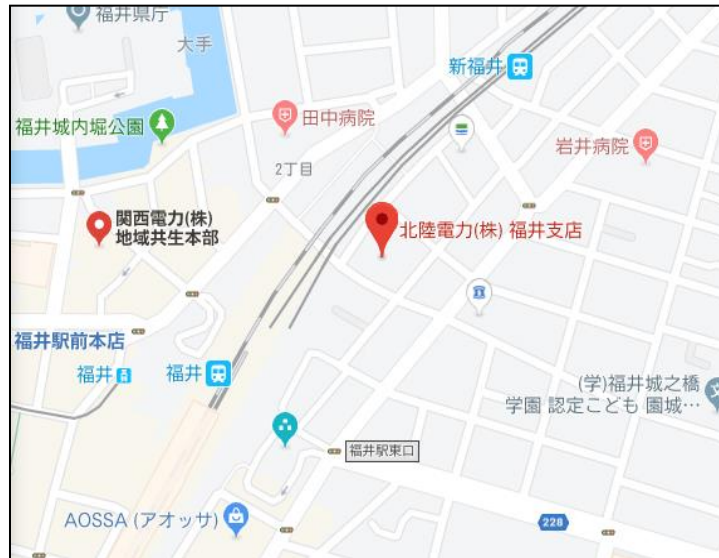 福井県庁
大手
新福井
田中病院
福井城内堀公園
岩井病院
2丁目
関西電力(株)
地域共生本部
北陸電力(株) 福井支店
福井駅前本店
福井
福井
(学)福井城之橋
学園 認定こども 園城…
福井駅東口
AOSSA (アオッサ)
228